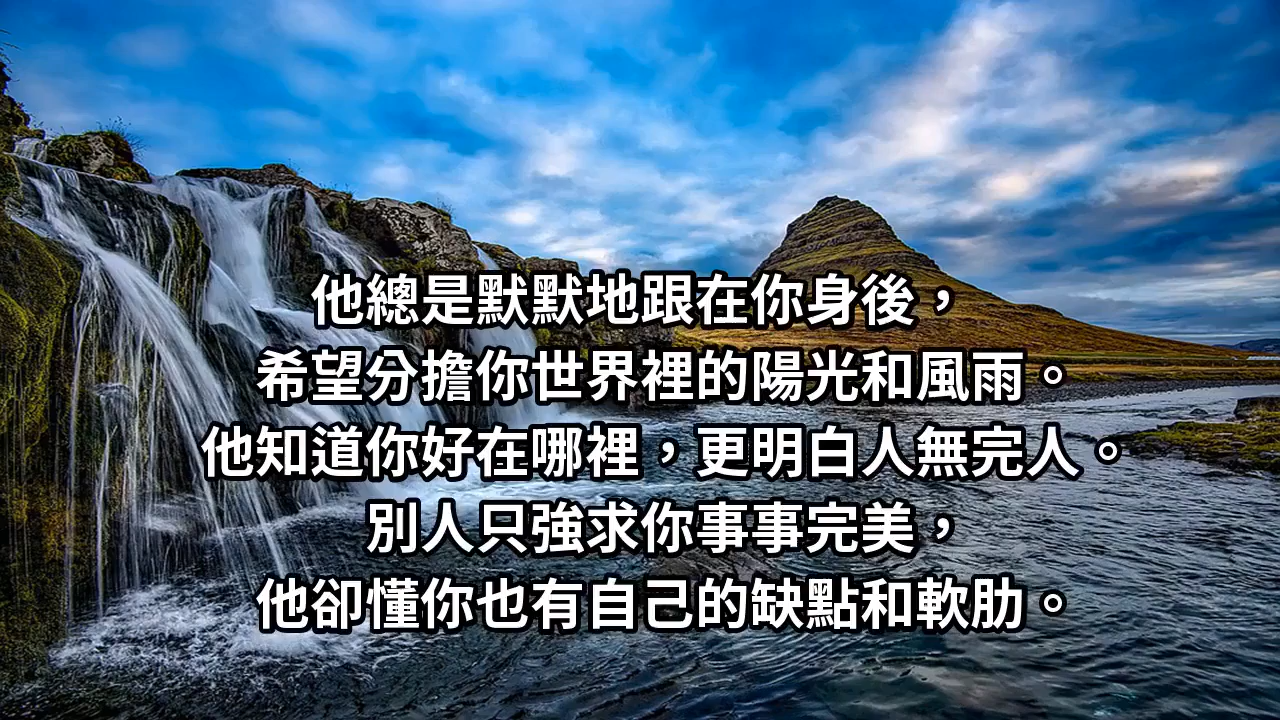 他總是默默地跟在你身後，
希望分擔你世界裡的陽光和風雨。
他知道你好在哪裡，更明白人無完人。
別人只強求你事事完美，
他卻懂你也有自己的缺點和軟肋。